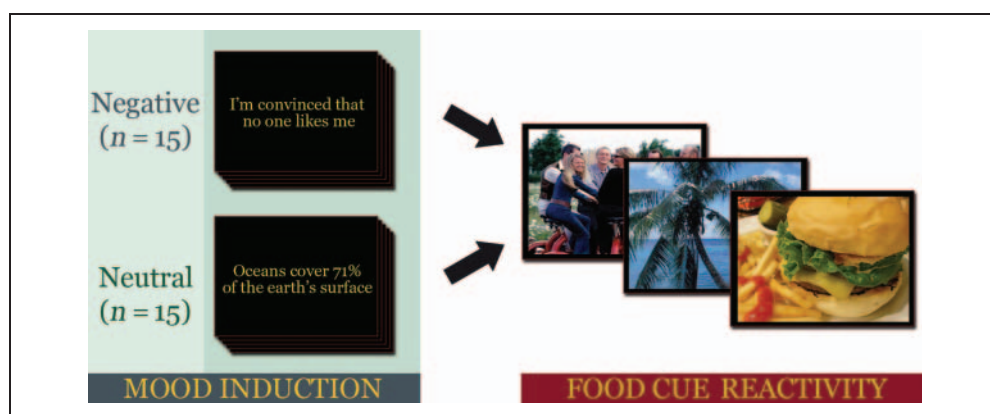 Negative
(n = 15)
I'm convinced that
no one likes me
Neutral
(n = 15)
Oceans cover 71%
of the earth's surface
MOOD INDUCTION
FOOD CUE REACTIVITY